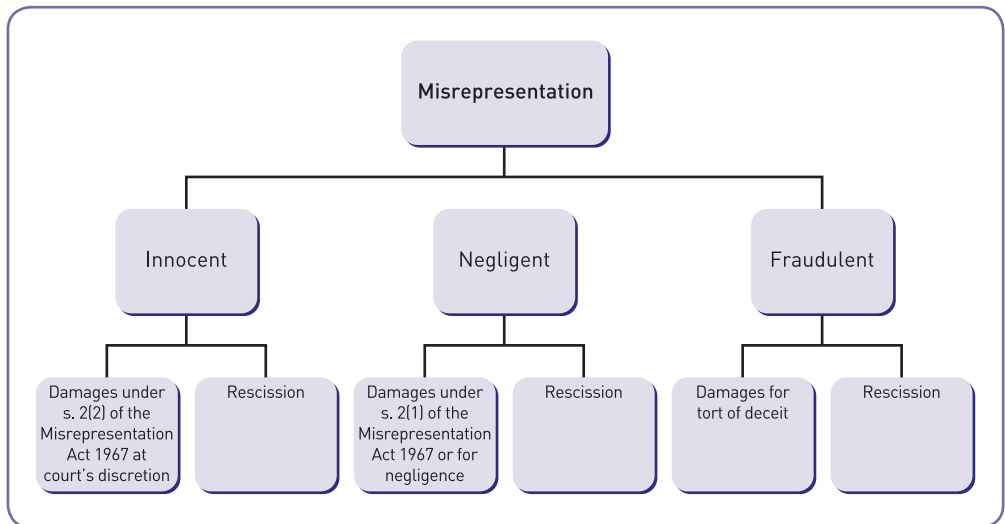 Misrepresentation
Innocent
Negligent
Fraudulent
Damages under
s. 2(2) of the
Misrepresentation
Act 1967 at
court's discretion
Rescission
Damages under
s. 2(1) of the
Misrepresentation
Act 1967 or for
negligence
Rescission
Damages for
tort of deceit
Rescission